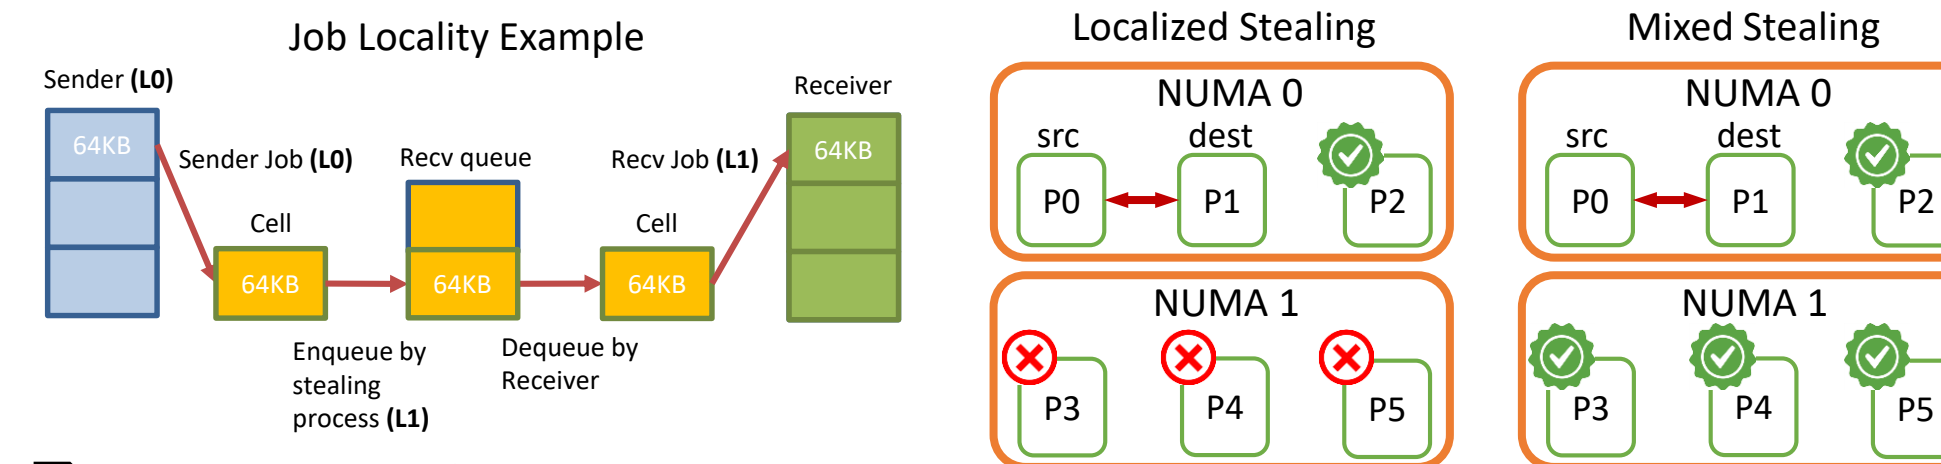 Job Locality Example
Sender (L0)
64KB
Sender Job (L0)
Cell
64KB
Recv queue
64KB
Enqueue by
stealing
process (L1)
Dequeue by
Receiver
Recv Job (L1)
Cell
64KB
Receiver
64KB
Localized Stealing
NUMA 0
src
dest
P0
P1
P2
NUMA 1
P3
P4
P5
Mixed Stealing
NUMA 0
src
dest
P0
P1
P2
NUMA 1
P3
P4
P5